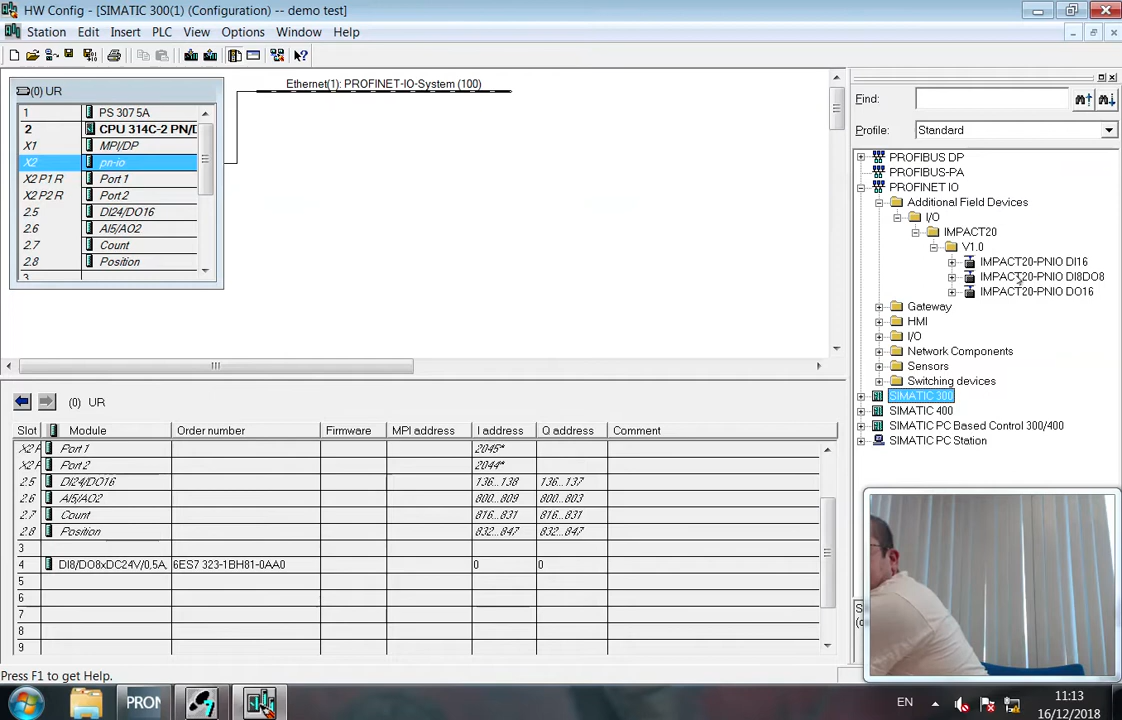 HW Config - [SIMATIC 300(1) (Configuration) -- demo test]
Station Edit Insert PLC View Options Window Help
Ethernet(1): PROFINET-IO-System (100)
(0) UR
1 PS 307 5A
2 CPU 314C-2 PN/D
X1 MPI/DP
X2 pn-io
X2 P1 R Port 1
X2 P2 R Port 2
2.5 DI24/DO16
2.6 AI5/AO2
2.7 Count
2.8 Position
3
Find:
Profile: Standard
PROFIBUS DP
PROFIBUS-PA
PROFINET IO
Additional Field Devices
I/O
IMPACT20
V1.0
IMPACT20-PNIO DI16
IMPACT20-PNIO DI8DO8
IMPACT20-PNIO DO16
Gateway
HMI
I/O
Network Components
Sensors
Switching devices
SIMATIC 300
SIMATIC 400
SIMATIC PC Based Control 300/400
SIMATIC PC Station
(0) UR
Slot Module Order number Firmware MPI address I address Q address Comment
X2 P Port 1 2045*
X2 P Port 2 2044*
2.5 DI24/DO16 136...138 136...137
2.6 AI5/AO2 800...809 800...803
2.7 Count 816...831 816...831
2.8 Position 832...847 832...847
3
4 DI8/DO8xDC24V/0,5A, 6ES7 323-1BH81-0AA0 0 0
5
6
7
8
9
Press F1 to get Help.
PRON
EN
11:13
16/12/2018